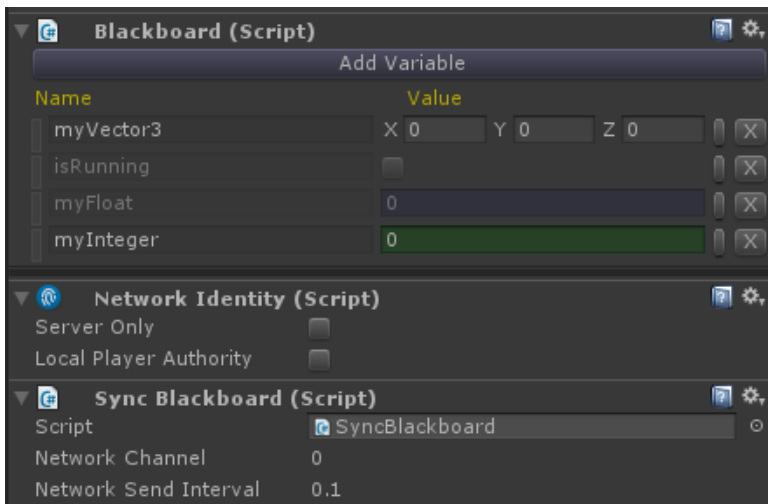 Blackboard (Script)
Add Variable
Name Value
myVector3 X 0 Y 0 Z 0 X
isRunning X
myFloat 0 X
myInteger 0 X
Network Identity (Script)
Server Only
Local Player Authority
Sync Blackboard (Script)
Script SyncBlackboard
Network Channel 0
Network Send Interval 0.1